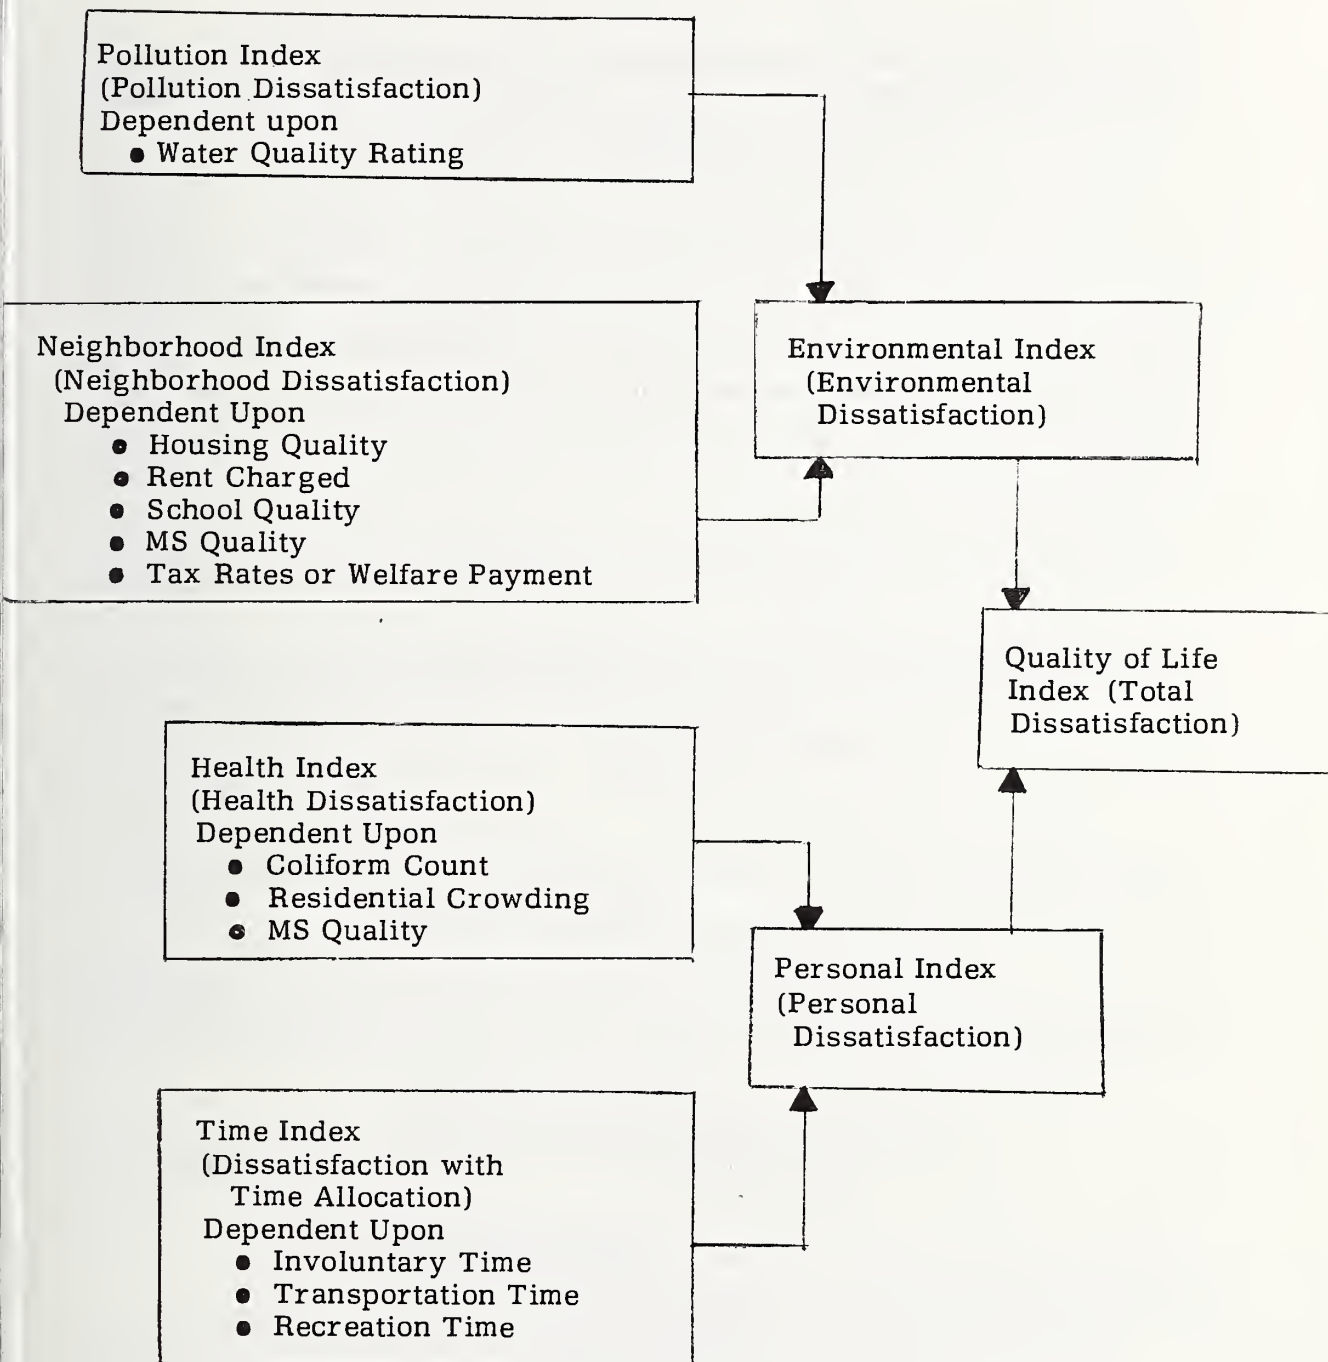 Pollution Index
(Pollution Dissatisfaction)
Dependent upon
• Water Quality Rating
Neighborhood Index
(Neighborhood Dissatisfaction)
Dependent Upon
• Housing Quality
• Rent Charged
• School Quality
• MS Quality
• Tax Rates or Welfare Payment
Environmental Index
(Environmental
Dissatisfaction)
Quality of Life
Index (Total
Dissatisfaction)
Health Index
(Health Dissatisfaction)
Dependent Upon
• Coliform Count
• Residential Crowding
• MS Quality
Personal Index
(Personal
Dissatisfaction)
Time Index
(Dissatisfaction with
Time Allocation)
Dependent Upon
• Involuntary Time
• Transportation Time
• Recreation Time